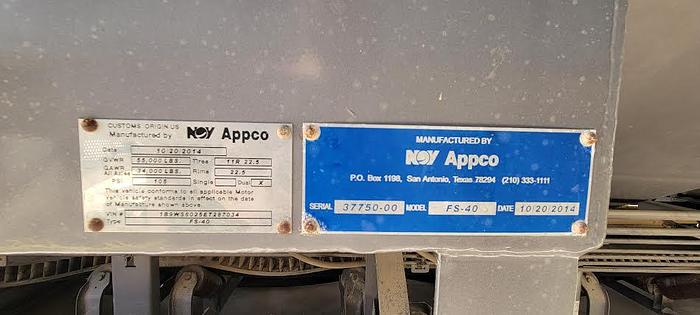 CUSTOMS ORIGIN US
Manufactured by NOV Appco
Date 10/20/2014
GVWR 55,000 LBS. Tires 11R 22.5
GAWR All Axles 34,000 LBS. Rims 22.5
PSI 105 Single Dual X
This vehicle conforms to all applicable Motor
Vehicle safety standards in effect on the date
of Manufacture shown above.
VIN # 1B9WS6025ET287034
Type FS-40
MANUFACTURED BY
NOV Appco
P.O. Box 1198, San Antonio, Texas 78294 (210) 333-1111
SERIAL 37750-00 MODEL FS-40 DATE 10/20/2014